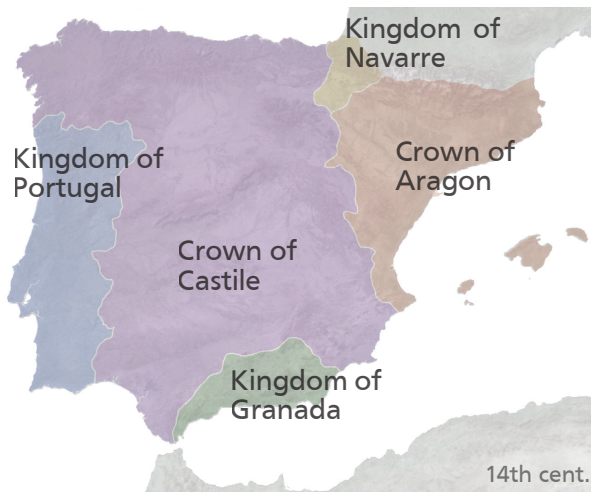 Kingdom of
Navarre
Kingdom of
Portugal
Crown of
Aragon
Crown of
Castile
Kingdom of
Granada
14th cent.